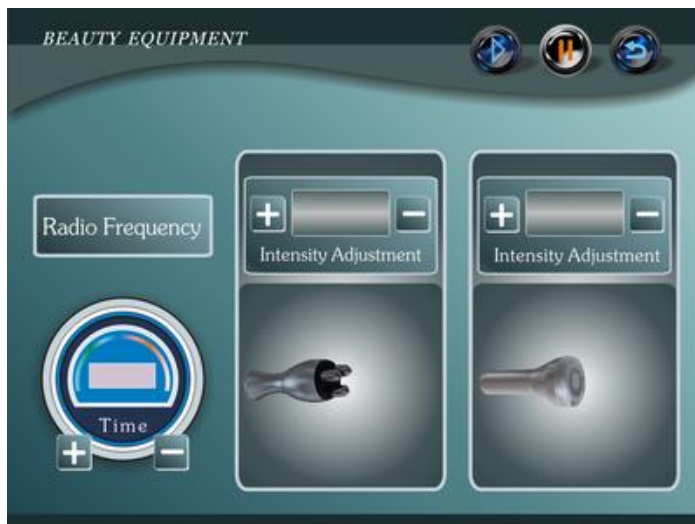 BEAUTY EQUIPMENT
Radio Frequency
Intensity Adjustment
Intensity Adjustment
Time